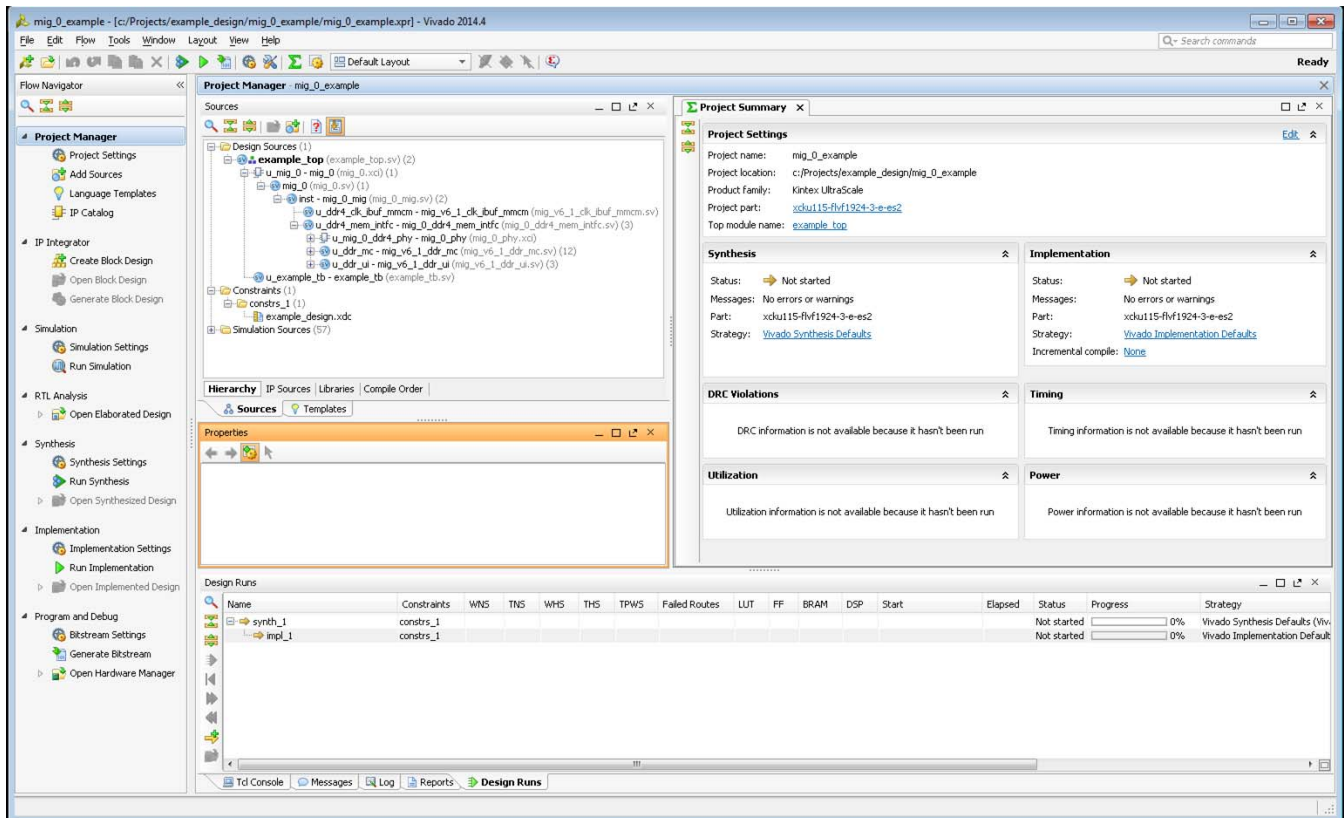 mig_0_example - [c:/Projects/example_design/mig_0_example/mig_0_example.xpr] - Vivado 2014.4
File Edit Flow Tools Window Layout View Help
Search commands
Default Layout
Ready
Flow Navigator
Project Manager
Project Settings
Add Sources
Language Templates
IP Catalog
IP Integrator
Create Block Design
Open Block Design
Generate Block Design
Simulation
Simulation Settings
Run Simulation
RTL Analysis
Open Elaborated Design
Synthesis
Synthesis Settings
Run Synthesis
Open Synthesized Design
Implementation
Implementation Settings
Run Implementation
Open Implemented Design
Program and Debug
Bitstream Settings
Generate Bitstream
Open Hardware Manager
Project Manager - mig_0_example
Sources
Design Sources (1)
example_top (example_top.sv) (2)
u_mig_0 - mig_0 (mig_0.xci) (1)
mig_0 (mig_0.sv) (1)
inst - mig_0_mig (mig_0_mig.sv) (2)
u_ddr4_clk_ibuf_mmcm - mig_v6_1_clk_ibuf_mmcm (mig_v6_1_clk_ibuf_mmcm.sv)
u_ddr4_mem_intfc - mig_0_ddr4_mem_intfc (mig_0_ddr4_mem_intfc.sv) (3)
u_mig_0_ddr4_phy - mig_0_phy (mig_0_phy.xci)
u_ddr_mc - mig_v6_1_ddr_mc (mig_v6_1_ddr_mc.sv) (12)
u_ddr_ui - mig_v6_1_ddr_ui (mig_v6_1_ddr_ui.sv) (3)
u_example_tb - example_tb (example_tb.sv)
Constraints (1)
constrs_1 (1)
example_design.xdc
Simulation Sources (57)
Hierarchy IP Sources Libraries Compile Order
Sources Templates
Properties
Project Summary
Project Settings Edit
Project name: mig_0_example
Project location: c:/Projects/example_design/mig_0_example
Product family: Kintex UltraScale
Project part: xcku115-flvf1924-3-e-es2
Top module name: example_top
Synthesis
Status: Not started
Messages: No errors or warnings
Part: xcku115-flvf1924-3-e-es2
Strategy: Vivado Synthesis Defaults
Implementation
Status: Not started
Messages: No errors or warnings
Part: xcku115-flvf1924-3-e-es2
Strategy: Vivado Implementation Defaults
Incremental compile: None
DRC Violations
DRC information is not available because it hasn't been run
Timing
Timing information is not available because it hasn't been run
Utilization
Utilization information is not available because it hasn't been run
Power
Power information is not available because it hasn't been run
Design Runs
Name Constraints WNS TNS WHS THS TPWS Failed Routes LUT FF BRAM DSP Start Elapsed Status Progress Strategy
synth_1 constrs_1 Not started 0% Vivado Synthesis Defaults (Viv
impl_1 constrs_1 Not started 0% Vivado Implementation Default
Tcl Console Messages Log Reports Design Runs